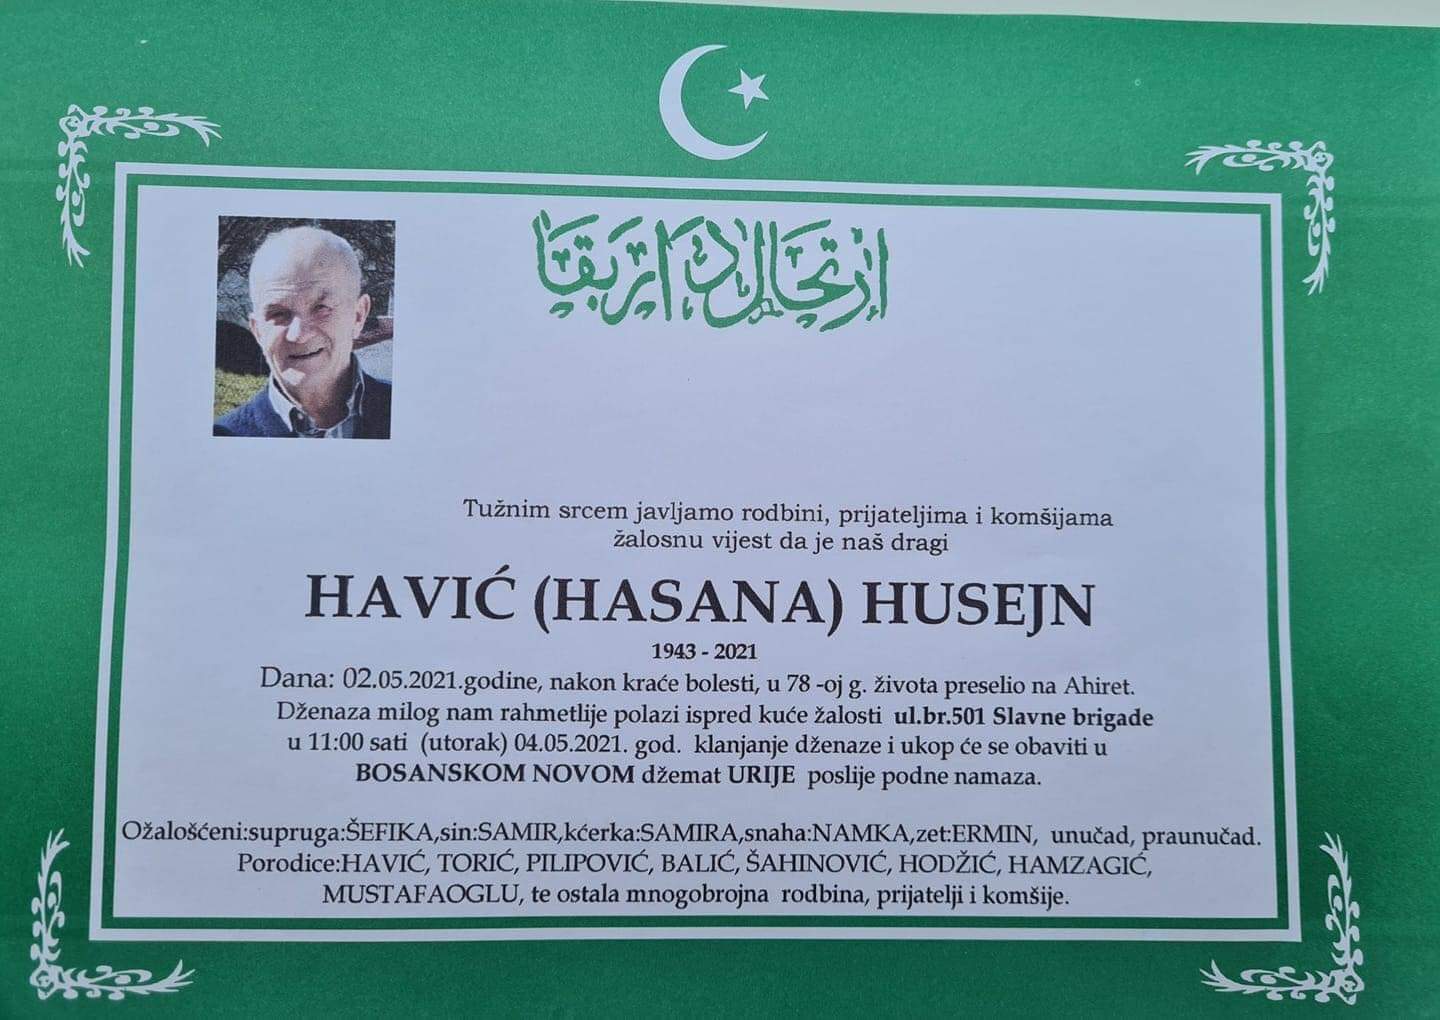 ارتحال دار بقا
Tužnim srcem javljamo rodbini, prijateljima i komšijama
žalosnu vijest da je naš dragi
HAVIĆ (HASANA) HUSEJN
1943 - 2021
Dana: 02.05.2021.godine, nakon kraće bolesti, u 78 -oj g. života preselio na Ahiret.
Dženaza milog nam rahmetlije polazi ispred kuće žalosti ul.br.501 Slavne brigade
u 11:00 sati (utorak) 04.05.2021. god. klanjanje dženaze i ukop će se obaviti u
BOSANSKOM NOVOM džemat URIJE poslije podne namaza.
Ožalošćeni:supruga:ŠEFIKA,sin:SAMIR,kćerka:SAMIRA,snaha:NAMKA,zet:ERMIN, unučad, praunučad.
Porodice:HAVIĆ, TORIĆ, PILIPOVIĆ, BALIĆ, ŠAHINOVIĆ, HODŽIĆ, HAMZAGIĆ,
MUSTAFAOGLU, te ostala mnogobrojna rodbina, prijatelji i komšije.